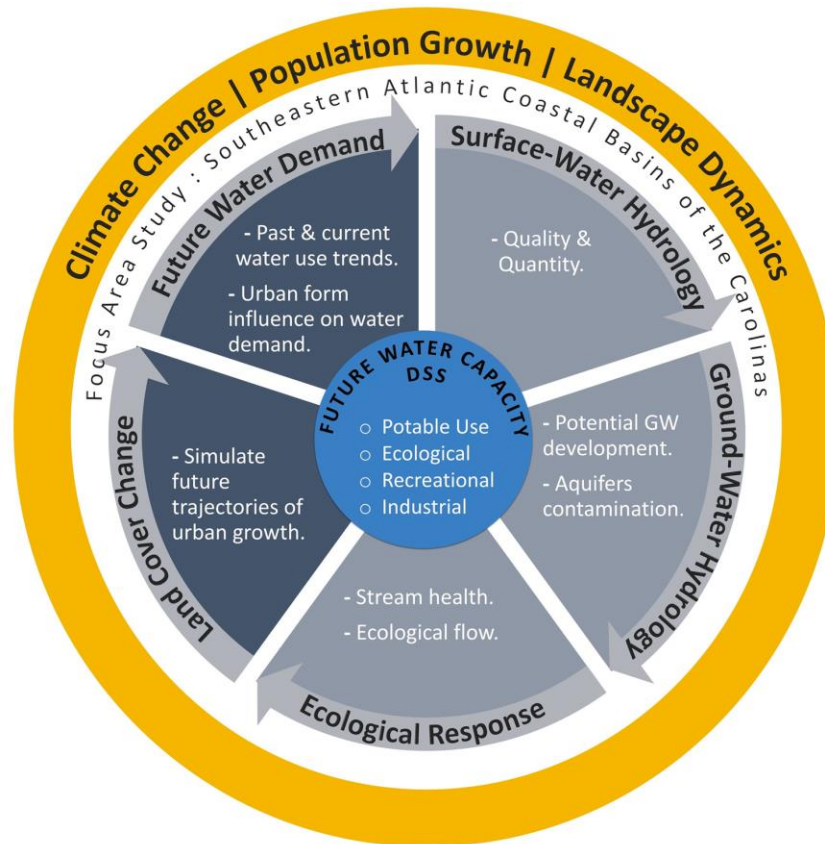 Climate Change | Population Growth | Landscape Dynamics
Focus Area Study : Southeastern Atlantic Coastal Basins of the Carolinas
Future Water Demand
- Past & current
water use trends.
- Urban form
influence on water
demand.
Surface-Water Hydrology
- Quality &
Quantity.
Ground-Water Hydrology
- Potential GW
development.
- Aquifers
contamination.
Ecological Response
- Stream health.
- Ecological flow.
Land Cover Change
- Simulate
future
trajectories of
urban growth.
FUTURE WATER CAPACITY
DSS
○ Potable Use
○ Ecological
○ Recreational
○ Industrial